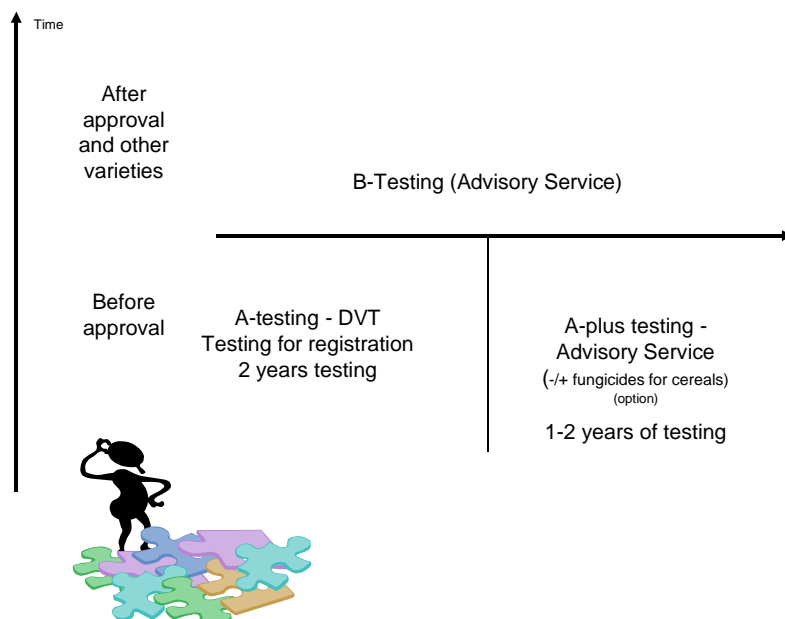 Time
After
approval
and other
varieties
B-Testing (Advisory Service)
Before
approval
A-testing - DVT
Testing for registration
2 years testing
A-plus testing -
Advisory Service
(-/+ fungicides for cereals)
(option)
1-2 years of testing